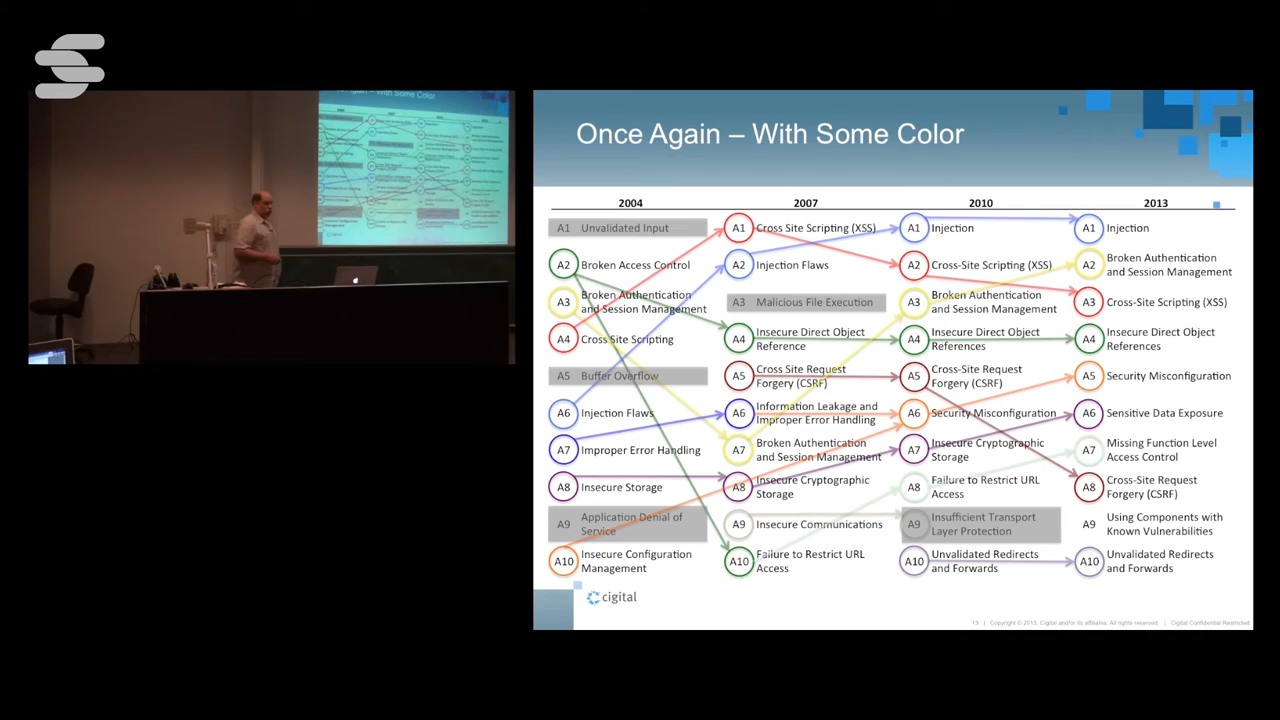 Once Again – With Some Color
2004
2007
2010
2013
A1 Unvalidated Input
A2 Broken Access Control
A3 Broken Authentication
and Session Management
A4 Cross Site Scripting
A5 Buffer Overflow
A6 Injection Flaws
A7 Improper Error Handling
A8 Insecure Storage
A9 Application Denial of
Service
A10 Insecure Configuration
Management
A1 Cross Site Scripting (XSS)
A2 Injection Flaws
A3 Malicious File Execution
A4 Insecure Direct Object
Reference
A5 Cross Site Request
Forgery (CSRF)
A6 Information Leakage and
Improper Error Handling
A7 Broken Authentication
and Session Management
A8 Insecure Cryptographic
Storage
A9 Insecure Communications
A10 Failure to Restrict URL
Access
A1 Injection
A2 Cross-Site Scripting (XSS)
A3 Broken Authentication
and Session Management
A4 Insecure Direct Object
References
A5 Cross-Site Request
Forgery (CSRF)
A6 Security Misconfiguration
A7 Insecure Cryptographic
Storage
A8 Failure to Restrict URL
Access
A9 Insufficient Transport
Layer Protection
A10 Unvalidated Redirects
and Forwards
A1 Injection
A2 Broken Authentication
and Session Management
A3 Cross-Site Scripting (XSS)
A4 Insecure Direct Object
References
A5 Security Misconfiguration
A6 Sensitive Data Exposure
A7 Missing Function Level
Access Control
A8 Cross-Site Request
Forgery (CSRF)
A9 Using Components with
Known Vulnerabilities
A10 Unvalidated Redirects
and Forwards
cigital
13 | Copyright © 2013, Cigital and/or its affiliates. All rights reserved. | Cigital Confidential Restricted.